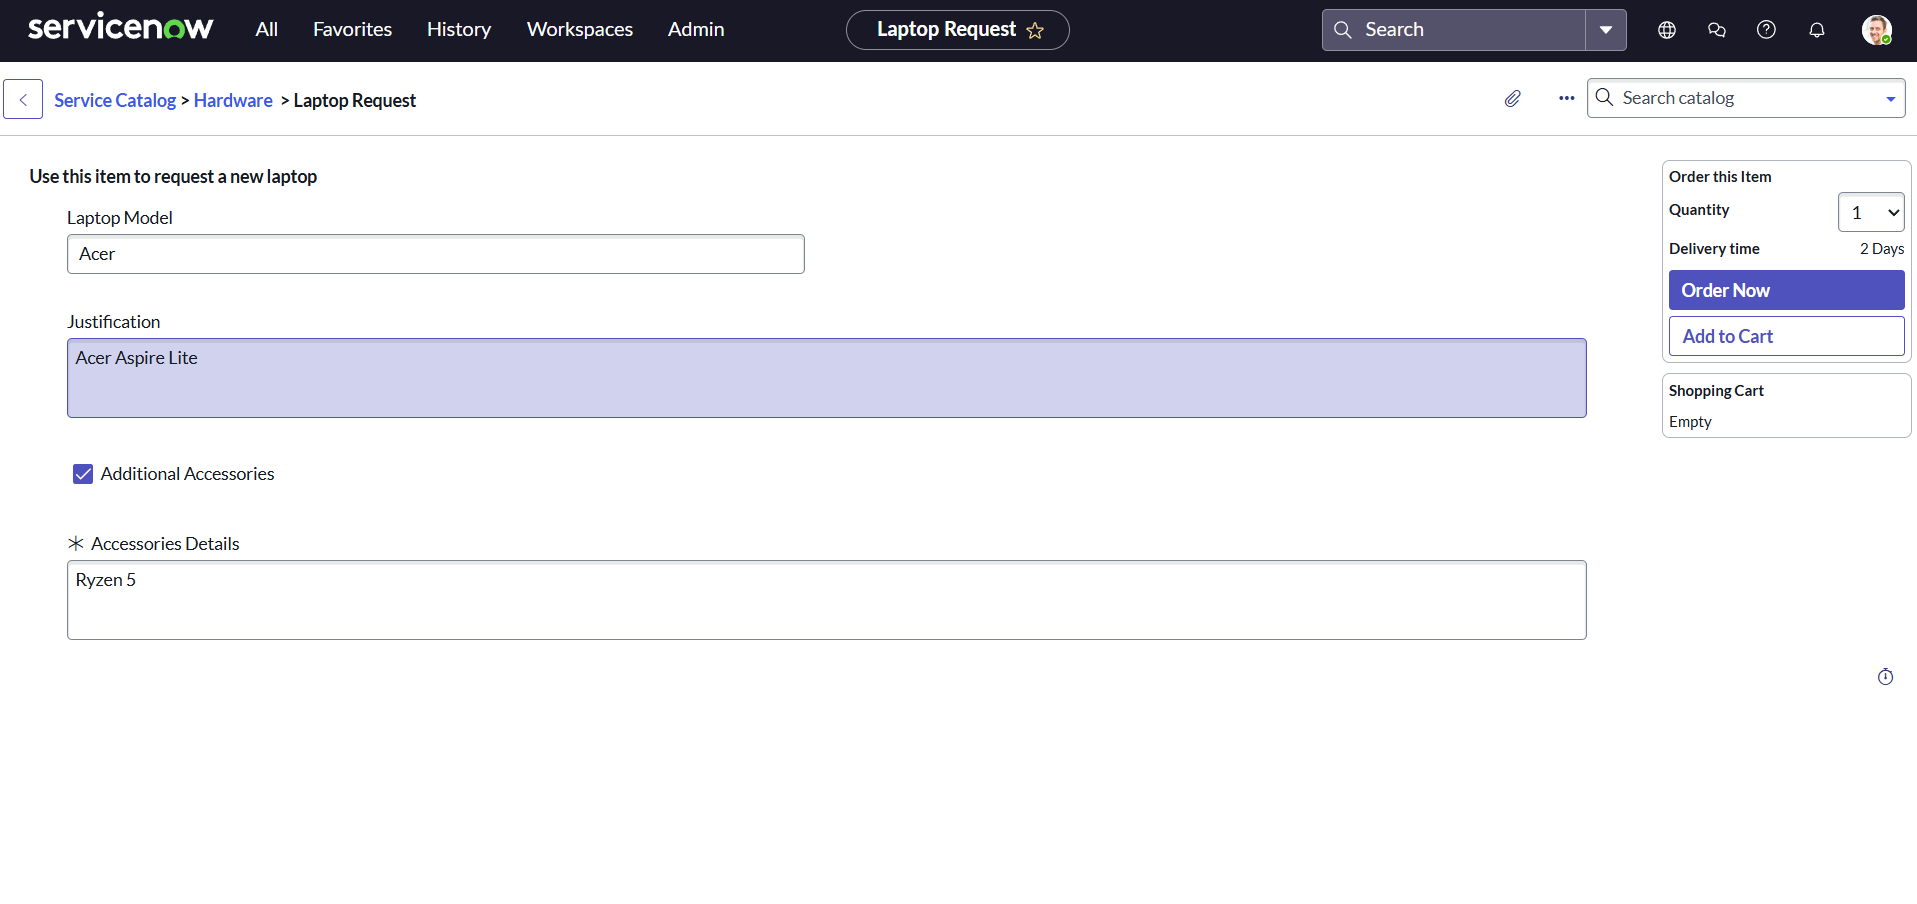 servicenow All Favorites History Workspaces Admin Laptop Request Search
Service Catalog > Hardware > Laptop Request Search catalog
Use this item to request a new laptop
Laptop Model
Acer
Justification
Acer Aspire Lite
Additional Accessories
Accessories Details
Ryzen 5
Order this Item
Quantity 1
Delivery time 2 Days
Order Now
Add to Cart
Shopping Cart
Empty